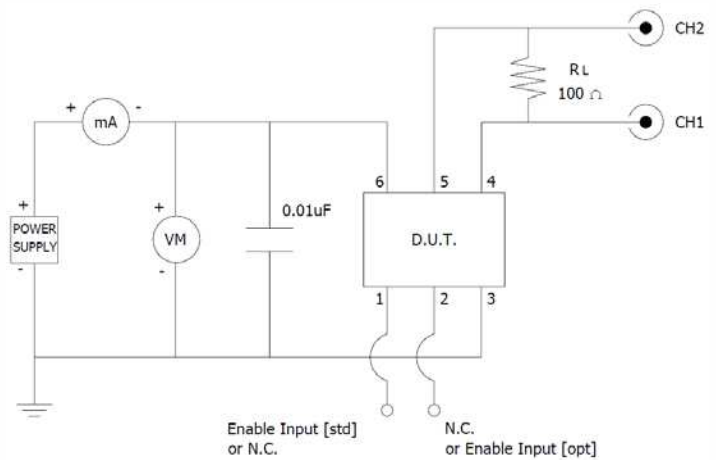 CH2
RL
100 Ω
CH1
+ mA -
6 5 4
+
POWER
SUPPLY
-
+
VM
-
0.01uF
D.U.T.
1 2 3
Enable Input [std]
or N.C.
N.C.
or Enable Input [opt]